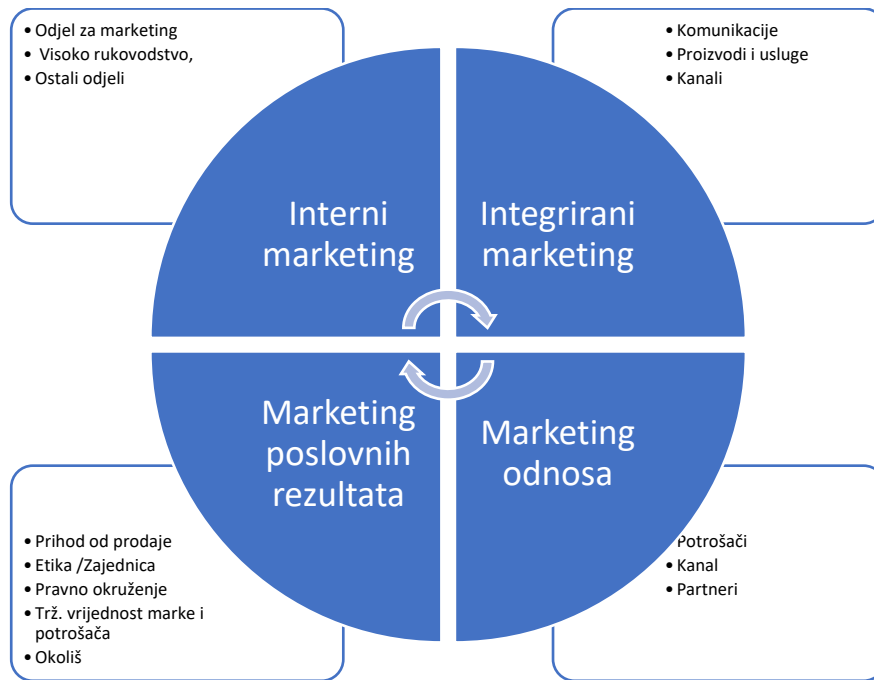 • Odjel za marketing
• Visoko rukovodstvo,
• Ostali odjeli
• Komunikacije
• Proizvodi i usluge
• Kanali
Interni
marketing
Integrirani
marketing
Marketing
poslovnih
rezultata
Marketing
odnosa
• Prihod od prodaje
• Etika /Zajednica
• Pravno okruženje
• Trž. vrijednost marke i
potrošača
• Okoliš
Potrošači
• Kanal
• Partneri